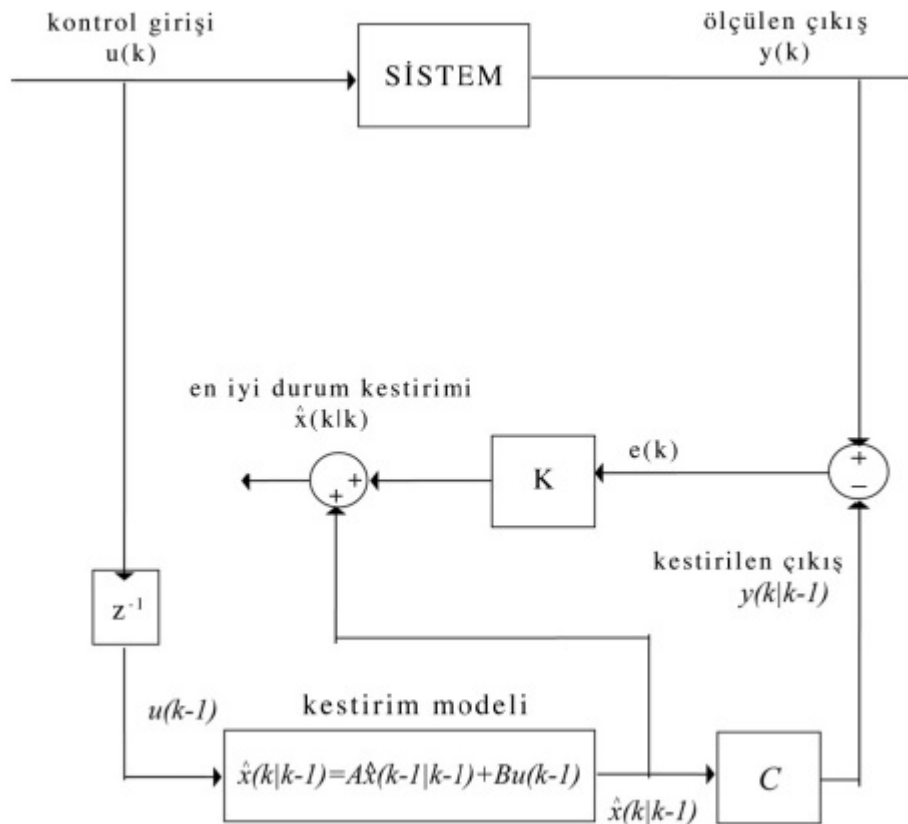 kontrol girişi
u(k)
ölçülen çıkış
y(k)
SİSTEM
en iyi durum kestirimi
x̂(k|k)
+
+
K
e(k)
+
−
kestirilen çıkış
y(k|k-1)
z⁻¹
u(k-1)
kestirim modeli
x̂(k|k-1)=Ax̂(k-1|k-1)+Bu(k-1)
x̂(k|k-1)
C